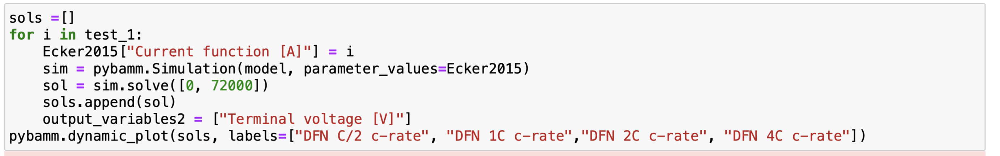 sols =[]
for i in test_1:
    Ecker2015["Current function [A]"] = i
    sim = pybamm.Simulation(model, parameter_values=Ecker2015)
    sol = sim.solve([0, 72000])
    sols.append(sol)
    output_variables2 = ["Terminal voltage [V]"]
pybamm.dynamic_plot(sols, labels=["DFN C/2 c-rate", "DFN 1C c-rate","DFN 2C c-rate", "DFN 4C c-rate"])